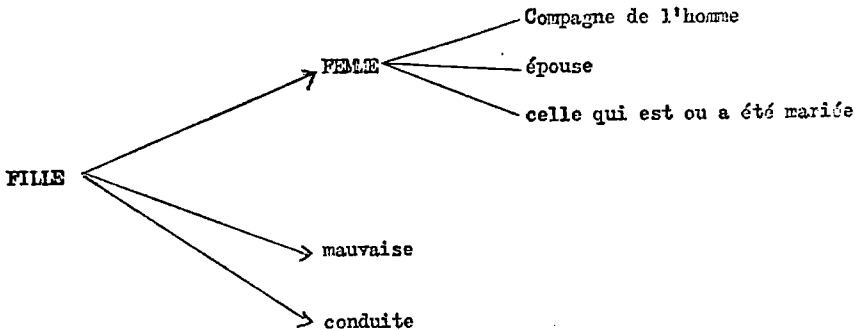 Compagne de l'homme
FEMME
épouse
celle qui est ou a été mariée
FILLE
mauvaise
conduite